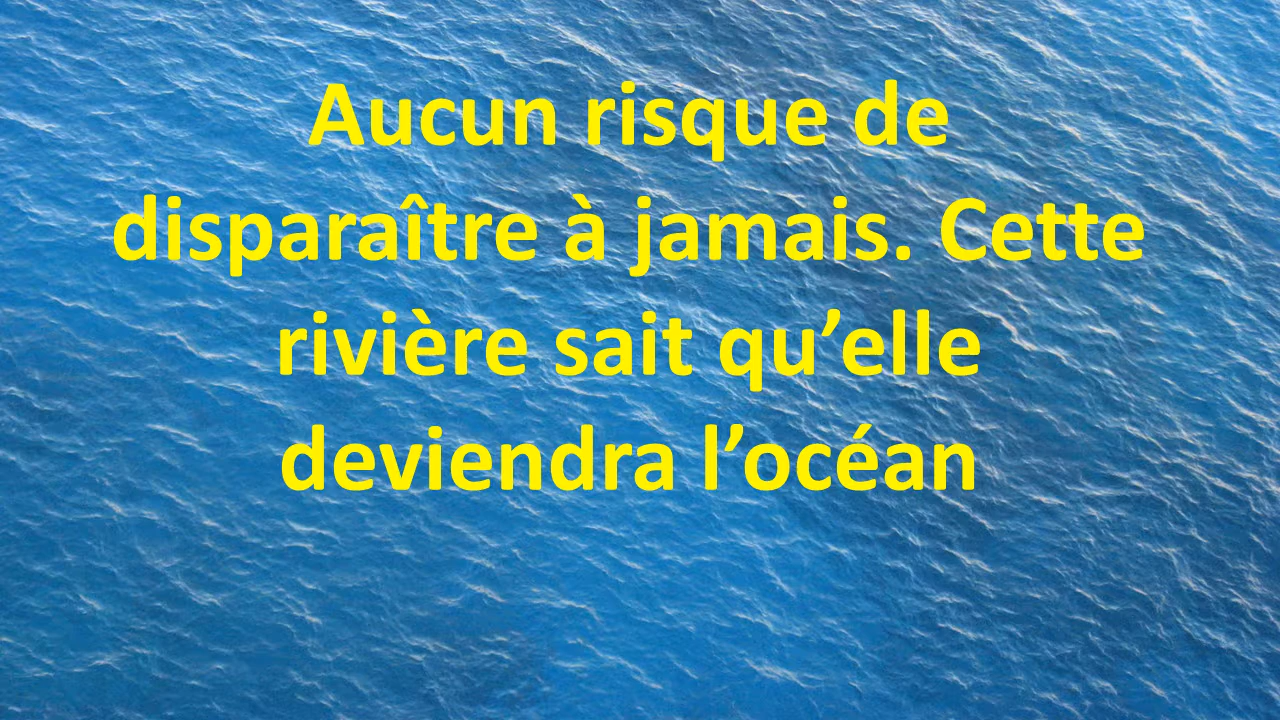 Aucun risque de
disparaître à jamais. Cette
rivière sait qu’elle
deviendra l’océan